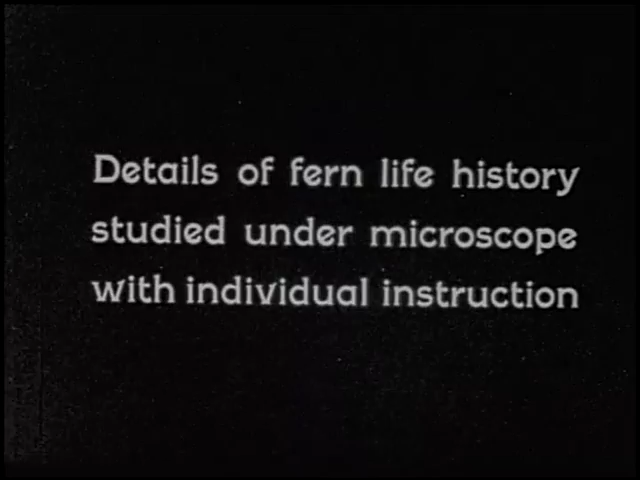 Details of fern life history
studied under microscope
with individual instruction